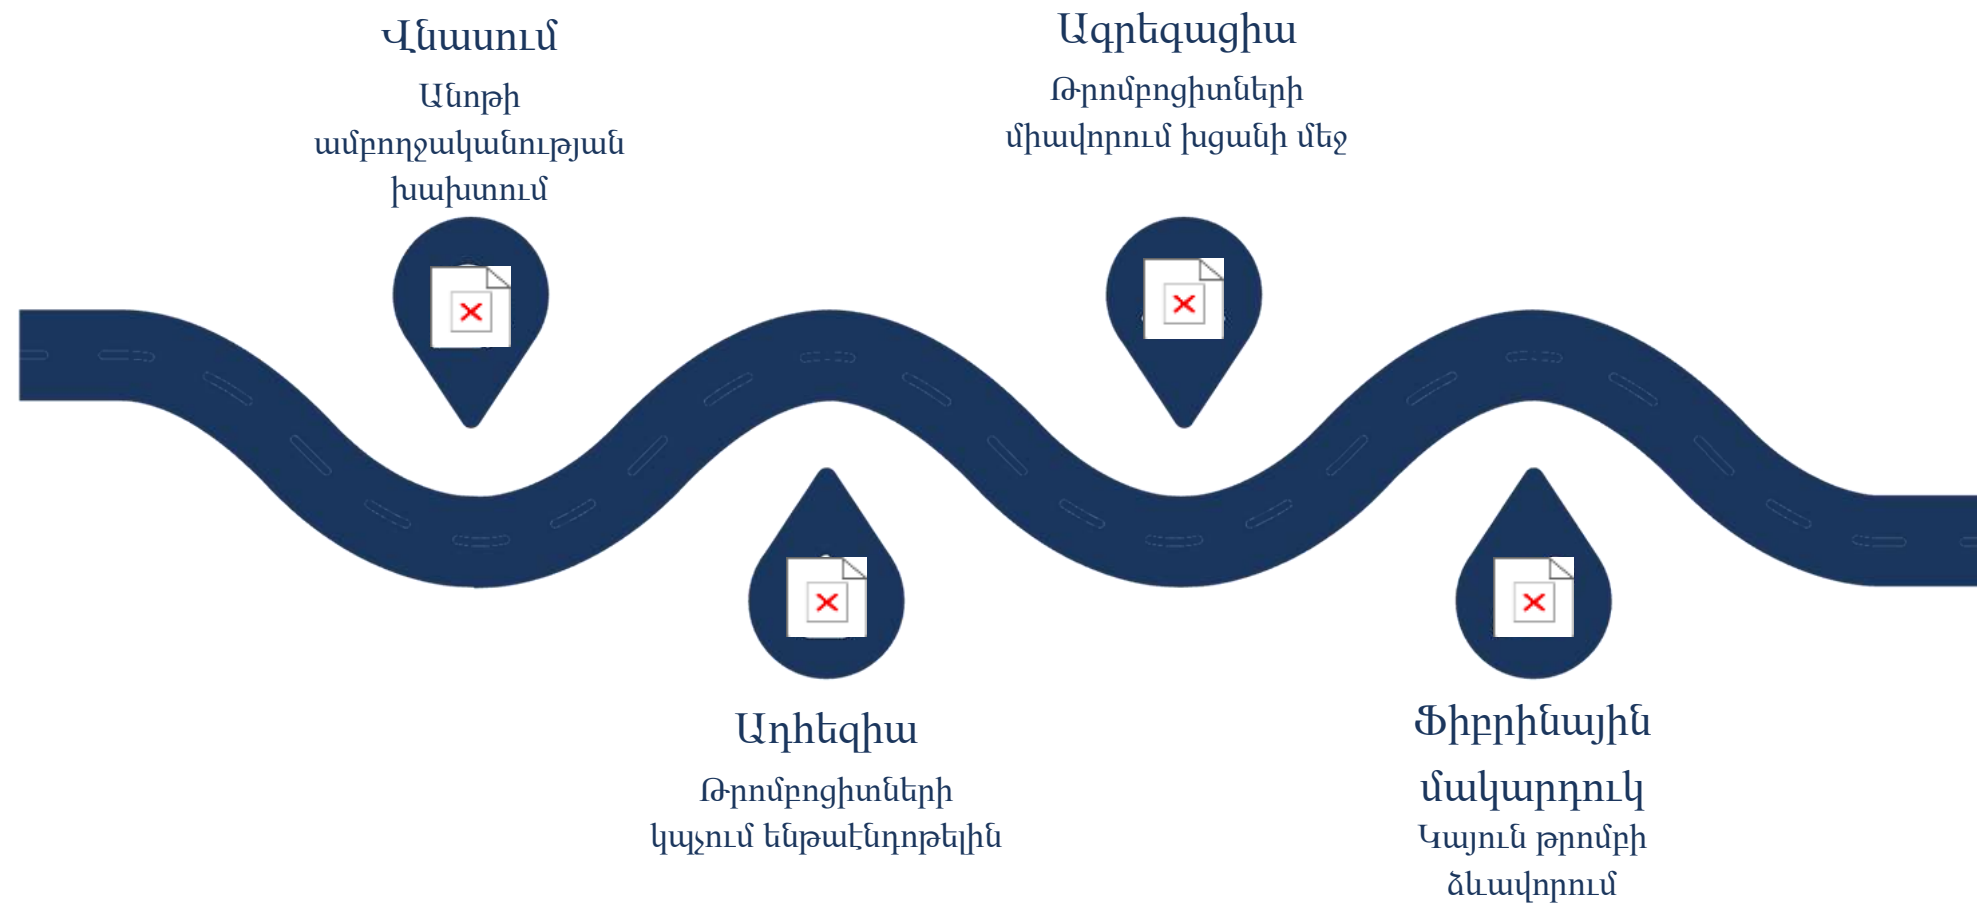 Վնասում
Անոթի
ամբողջականության
խախտում
Ադհեզիա
Թրոմբոցիտների
կպչում ենթաէնդոթելին
Ագրեգացիա
Թրոմբոցիտների
միավորում խցանի մեջ
Ֆիբրինային
մակարդուկ
Կայուն թրոմբի
ձևավորում